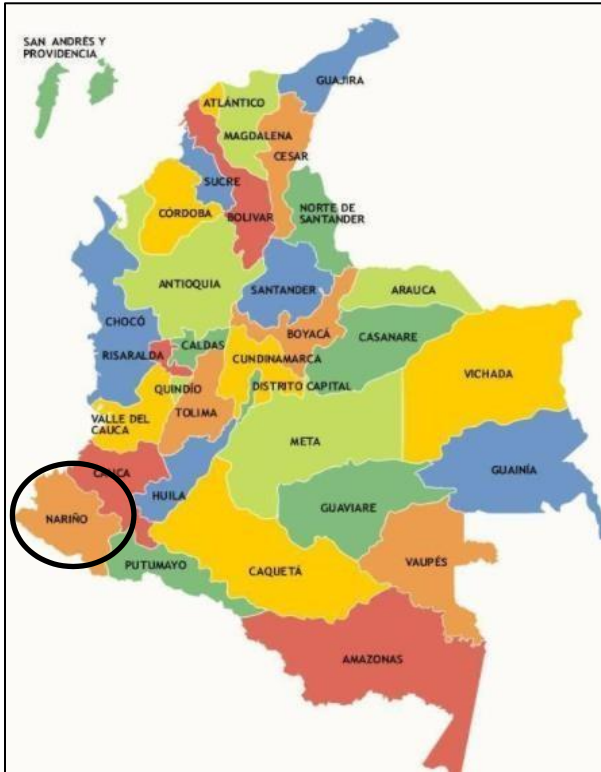 SAN ANDRÉS Y
PROVIDENCIA
GUAJIRA
ATLÁNTICO
MAGDALENA
CESAR
SUCRE
NORTE DE
SANTANDER
CÓRDOBA
BOLIVAR
ANTIOQUIA
SANTANDER
ARAUCA
CHOCÓ
BOYACÁ
CASANARE
CALDAS
RISARALDA
CUNDINAMARCA
VICHADA
QUINDÍO
DISTRITO CAPITAL
TOLIMA
VALLE DEL
CAUCA
META
CAUCA
GUAINÍA
HUILA
GUAVIARE
NARIÑO
VAUPÉS
PUTUMAYO
CAQUETÁ
AMAZONAS